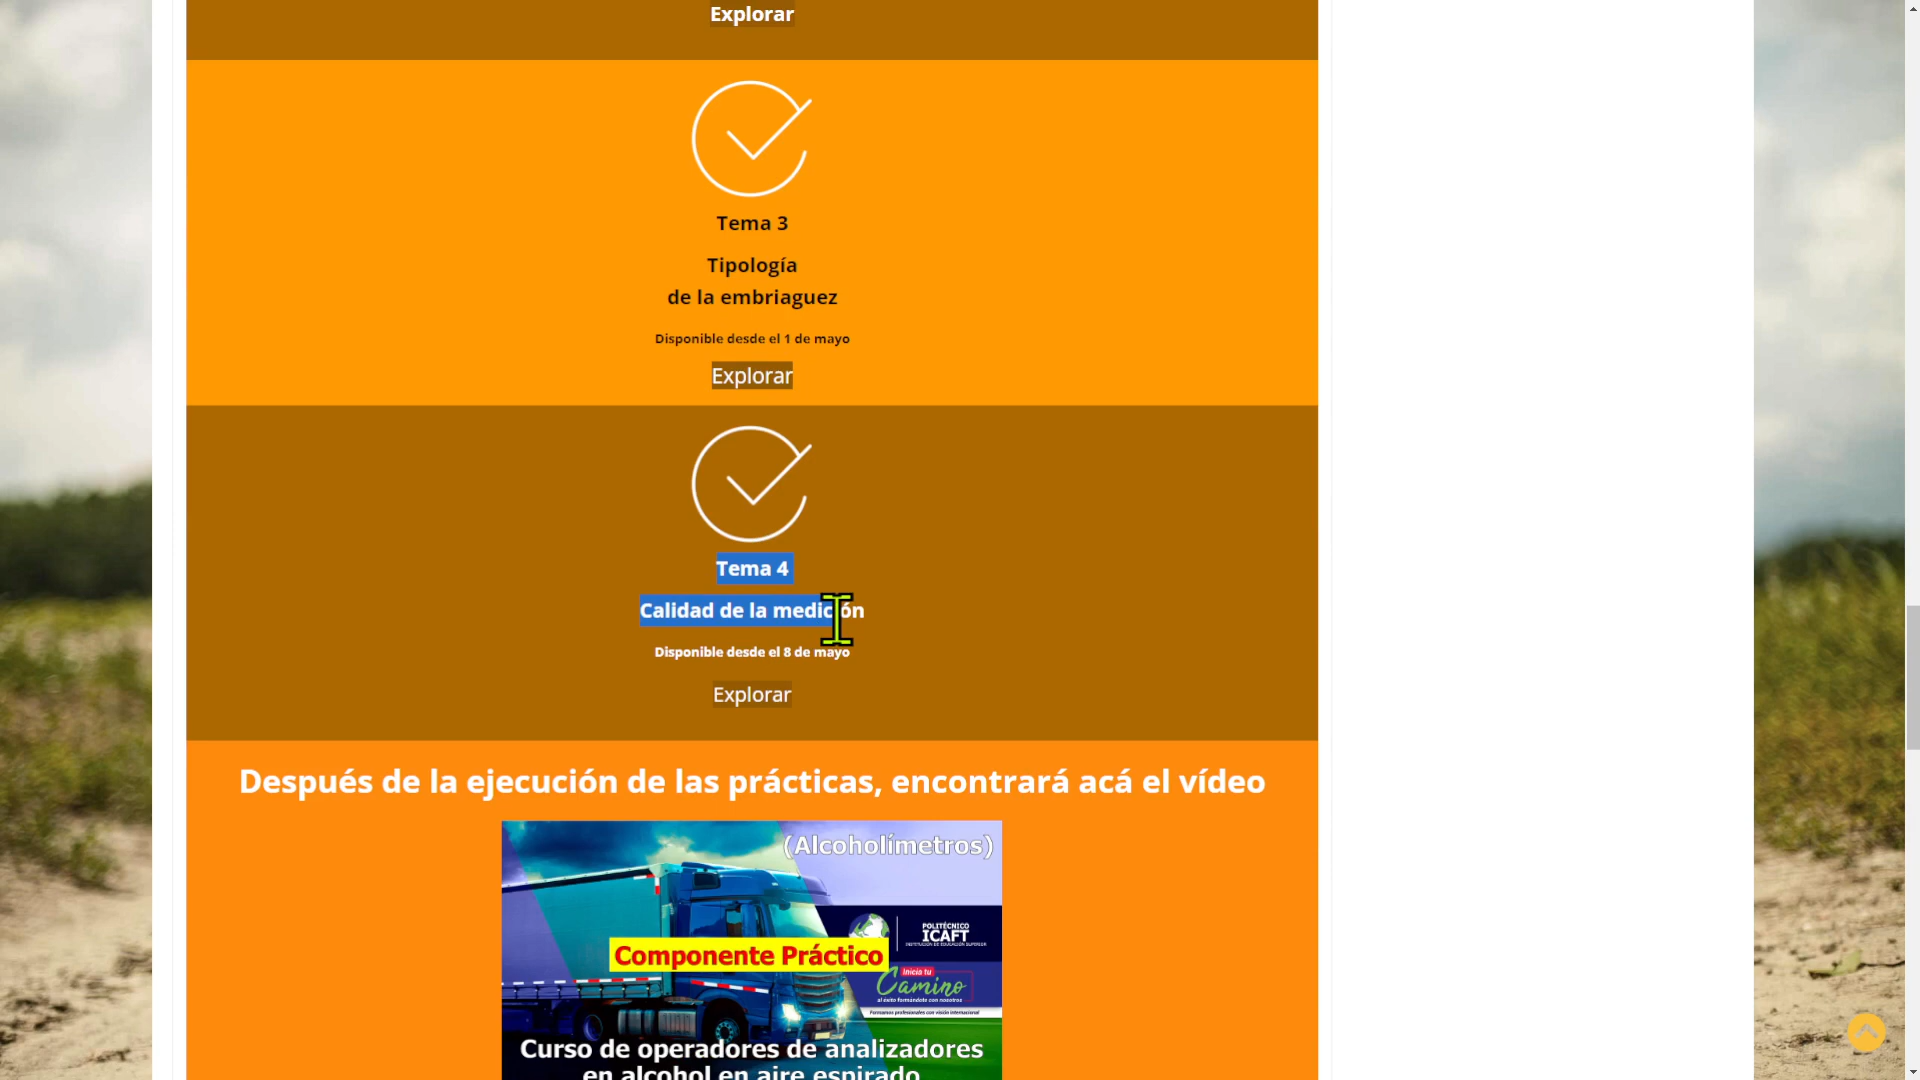 Explorar
Tema 3
Tipología
de la embriaguez
Disponible desde el 1 de mayo
Explorar
Tema 4
Calidad de la medición
Disponible desde el 8 de mayo
Explorar
Después de la ejecución de las prácticas, encontrará acá el vídeo
(Alcoholímetros)
POLITÉCNICO
ICAFT
INSTITUCIÓN DE EDUCACIÓN SUPERIOR
Componente Práctico
Inicia tu
Camino
al éxito formándote con nosotros
Formamos profesionales con visión internacional
Curso de operadores de analizadores
en alcohol en aire espirado